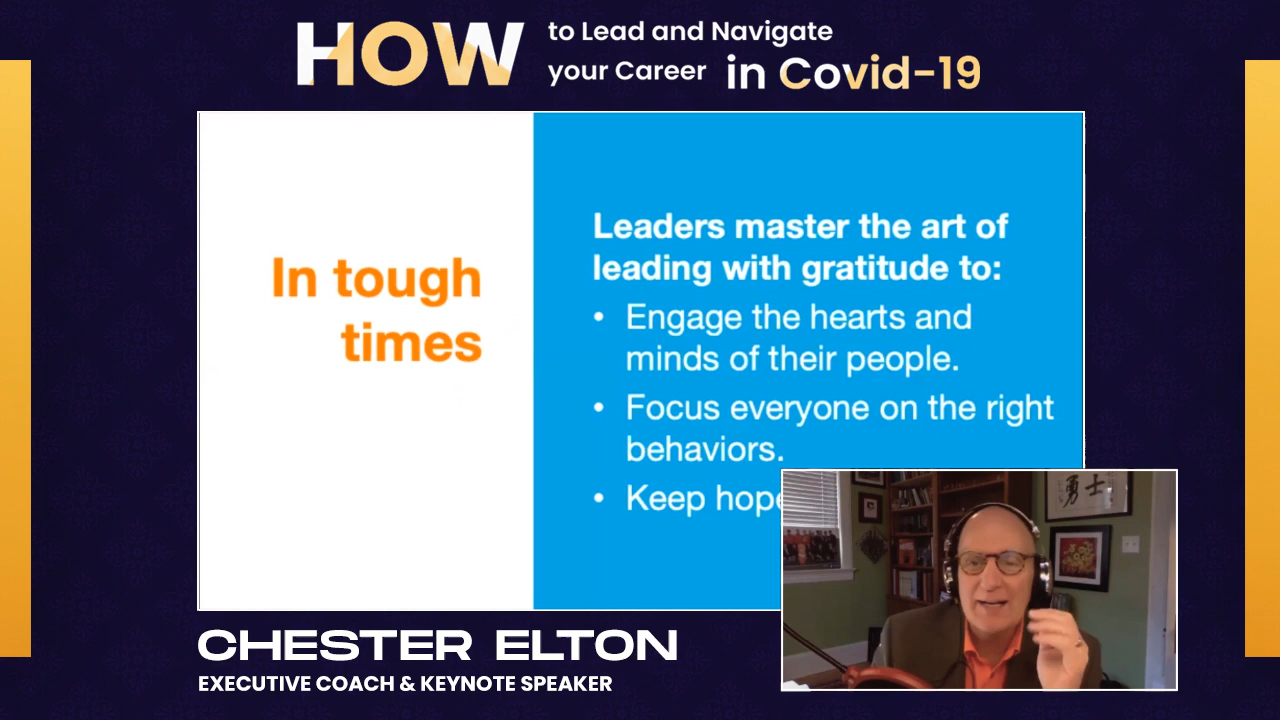 HOW to Lead and Navigate
your Career in Covid-19
In tough
times
Leaders master the art of
leading with gratitude to:
• Engage the hearts and
minds of their people.
• Focus everyone on the right
behaviors.
• Keep hope
勇士
CHESTER ELTON
EXECUTIVE COACH & KEYNOTE SPEAKER